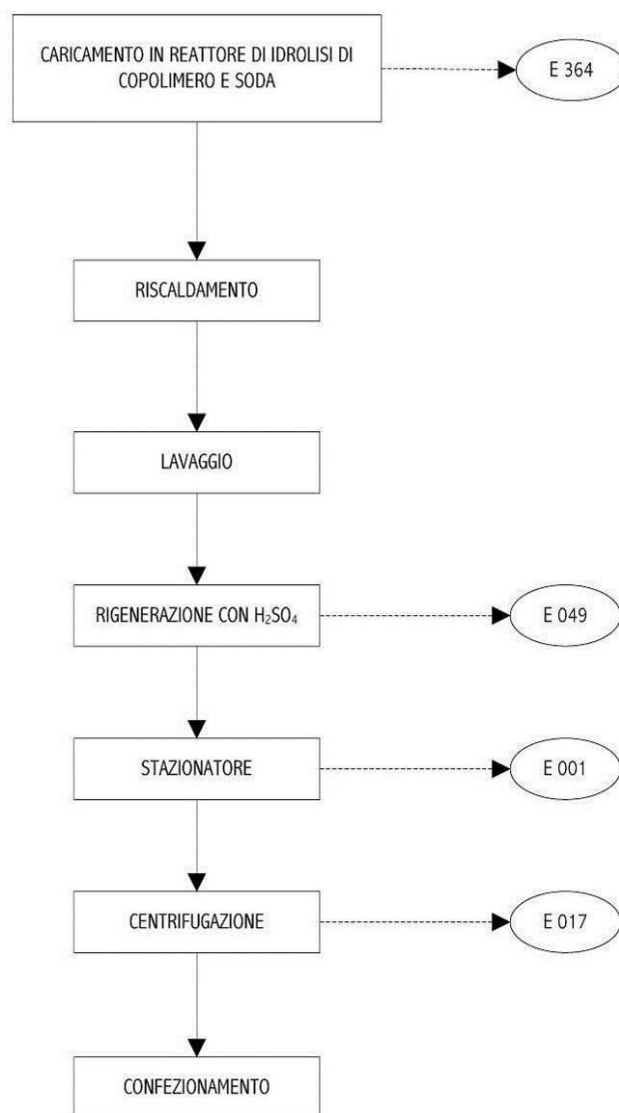 CARICAMENTO IN REATTORE DI IDROLISI DI
COPOLIMERO E SODA
E 364
RISCALDAMENTO
LAVAGGIO
RIGENERAZIONE CON H₂SO₄
E 049
STAZIONATORE
E 001
CENTRIFUGAZIONE
E 017
CONFEZIONAMENTO